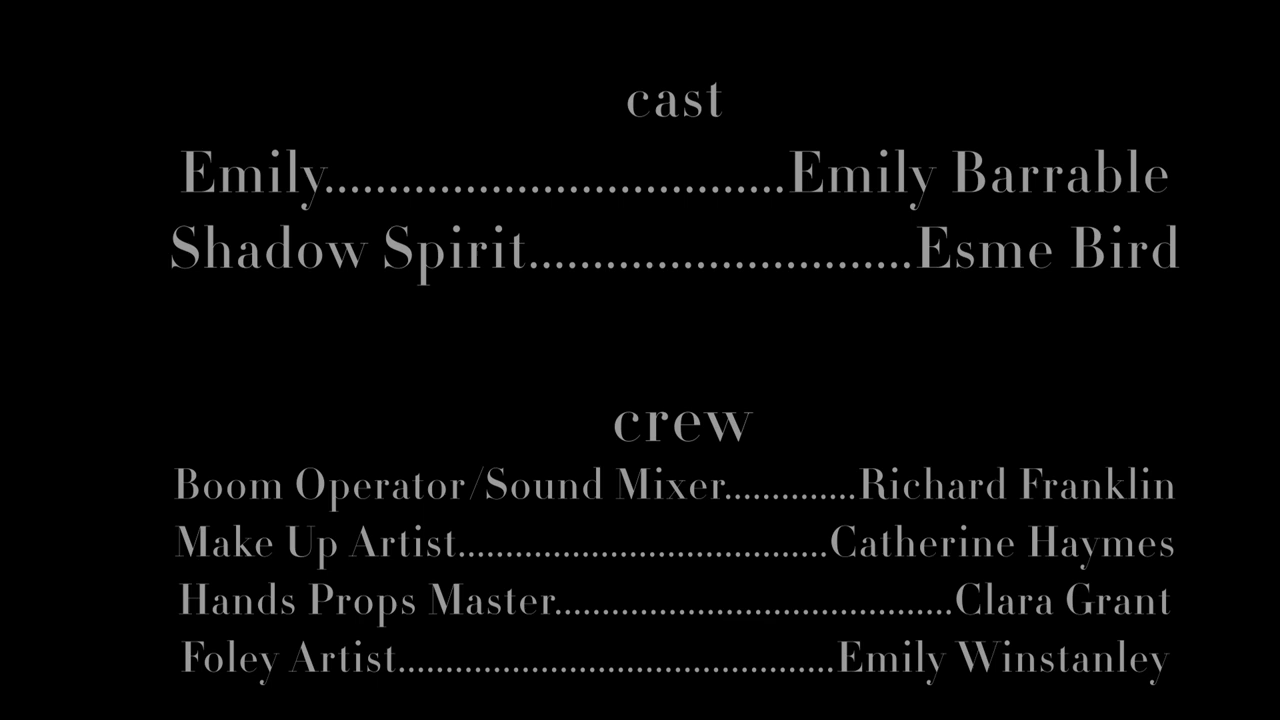 cast
Emily...................................Emily Barrable
Shadow Spirit..............................Esme Bird
crew
Boom Operator/Sound Mixer..............Richard Franklin
Make Up Artist.......................................Catherine Haymes
Hands Props Master..........................................Clara Grant
Foley Artist..............................................Emily Winstanley